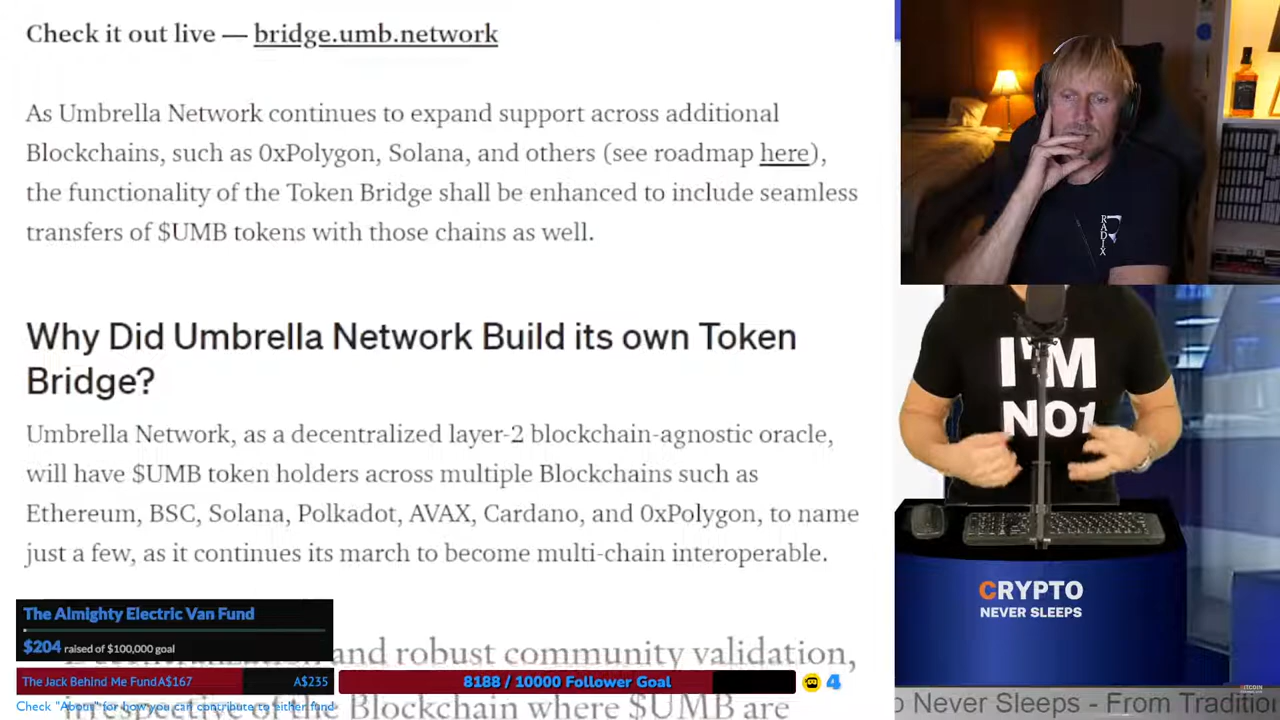 Check it out live — bridge.umb.network
As Umbrella Network continues to expand support across additional
Blockchains, such as 0xPolygon, Solana, and others (see roadmap here),
the functionality of the Token Bridge shall be enhanced to include seamless
transfers of $UMB tokens with those chains as well.
Why Did Umbrella Network Build its own Token
Bridge?
Umbrella Network, as a decentralized layer-2 blockchain-agnostic oracle,
will have $UMB token holders across multiple Blockchains such as
Ethereum, BSC, Solana, Polkadot, AVAX, Cardano, and 0xPolygon, to name
just a few, as it continues its march to become multi-chain interoperable.
and robust community validation,
irrespective of the Blockchain where $UMB are
The Almighty Electric Van Fund
$204 raised of $100,000 goal
The Jack Behind Me Fund A$167 A$235
8188 / 10000 Follower Goal
4
Check "About" for how you can contribute to either fund
RADIX
I'M
NO1
CRYPTO
NEVER SLEEPS
o Never Sleeps - From Tradition